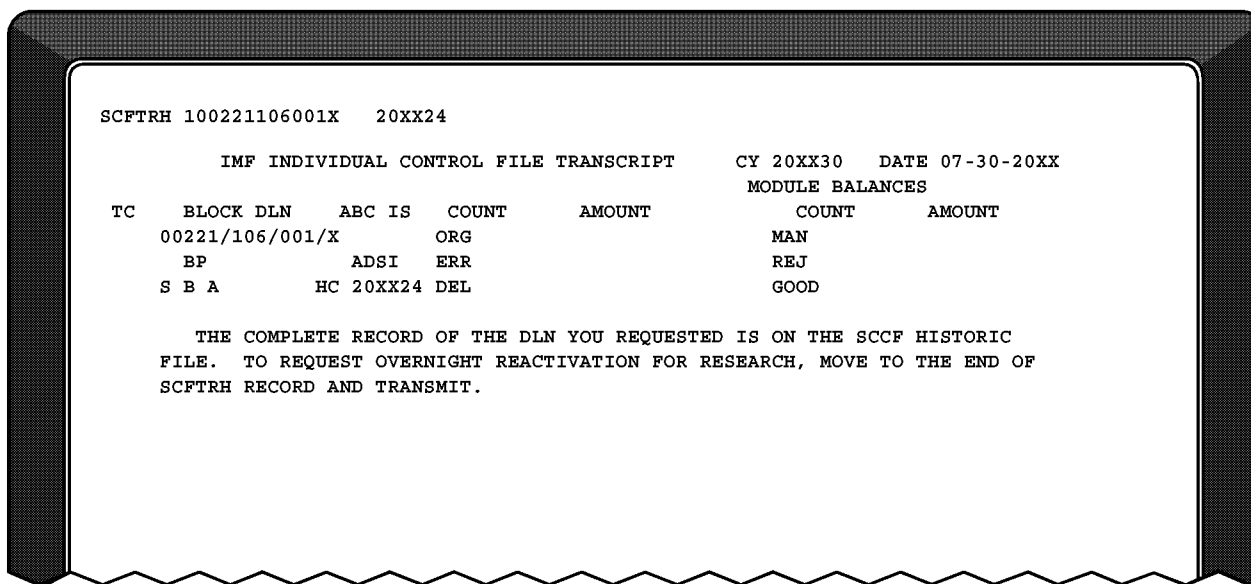 SCFTRH 100221106001X 20XX24
IMF INDIVIDUAL CONTROL FILE TRANSCRIPT CY 20XX30 DATE 07-30-20XX
MODULE BALANCES
TC BLOCK DLN ABC IS COUNT AMOUNT COUNT AMOUNT
00221/106/001/X ORG MAN
BP ADSI ERR REJ
S B A HC 20XX24 DEL GOOD
THE COMPLETE RECORD OF THE DLN YOU REQUESTED IS ON THE SCCF HISTORIC
FILE. TO REQUEST OVERNIGHT REACTIVATION FOR RESEARCH, MOVE TO THE END OF
SCFTRH RECORD AND TRANSMIT.